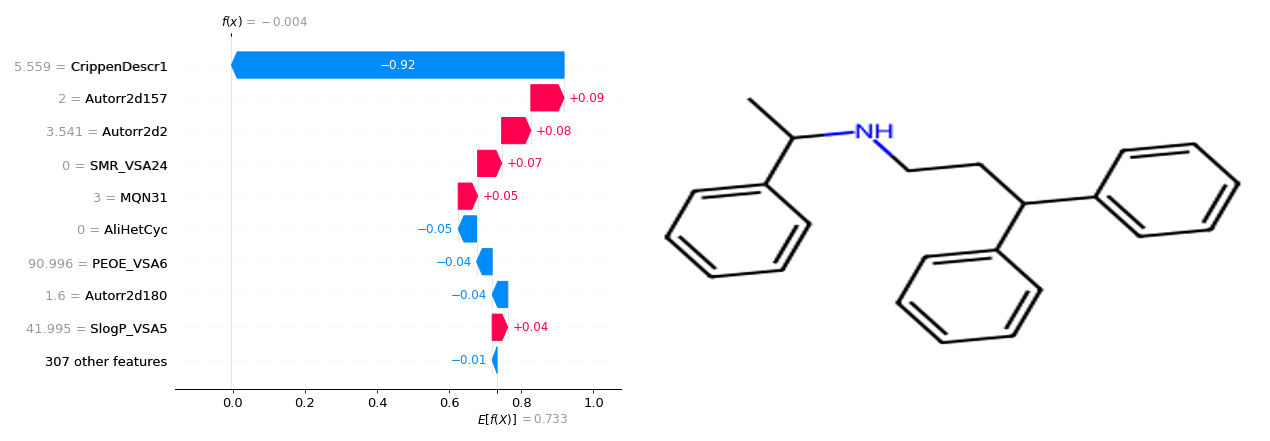 f(x) = −0.004
5.559 = CrippenDescr1
−0.92
2 = Autorr2d157
+0.09
3.541 = Autorr2d2
+0.08
0 = SMR_VSA24
+0.07
3 = MQN31
+0.05
0 = AliHetCyc
−0.05
90.996 = PEOE_VSA6
−0.04
1.6 = Autorr2d180
−0.04
41.995 = SlogP_VSA5
+0.04
307 other features
−0.01
0.0 0.2 0.4 0.6 0.8 1.0
E[f(X)] = 0.733
NH